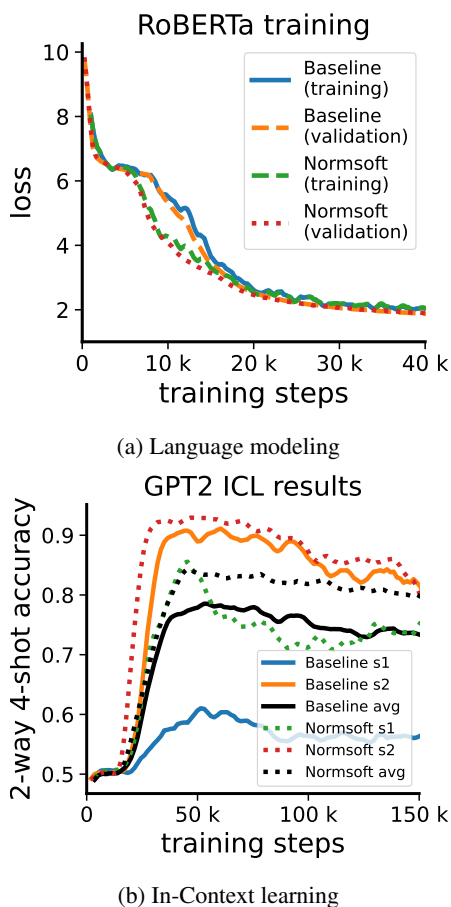 RoBERTa training
10
8
6
4
2
loss
Baseline
(training)
Baseline
(validation)
Normsoft
(training)
Normsoft
(validation)
0 10 k 20 k 30 k 40 k
training steps
(a) Language modeling
GPT2 ICL results
0.9
0.8
0.7
0.6
0.5
2-way 4-shot accuracy
Baseline s1
Baseline s2
Baseline avg
Normsoft s1
Normsoft s2
Normsoft avg
0 50 k 100 k 150 k
training steps
(b) In-Context learning